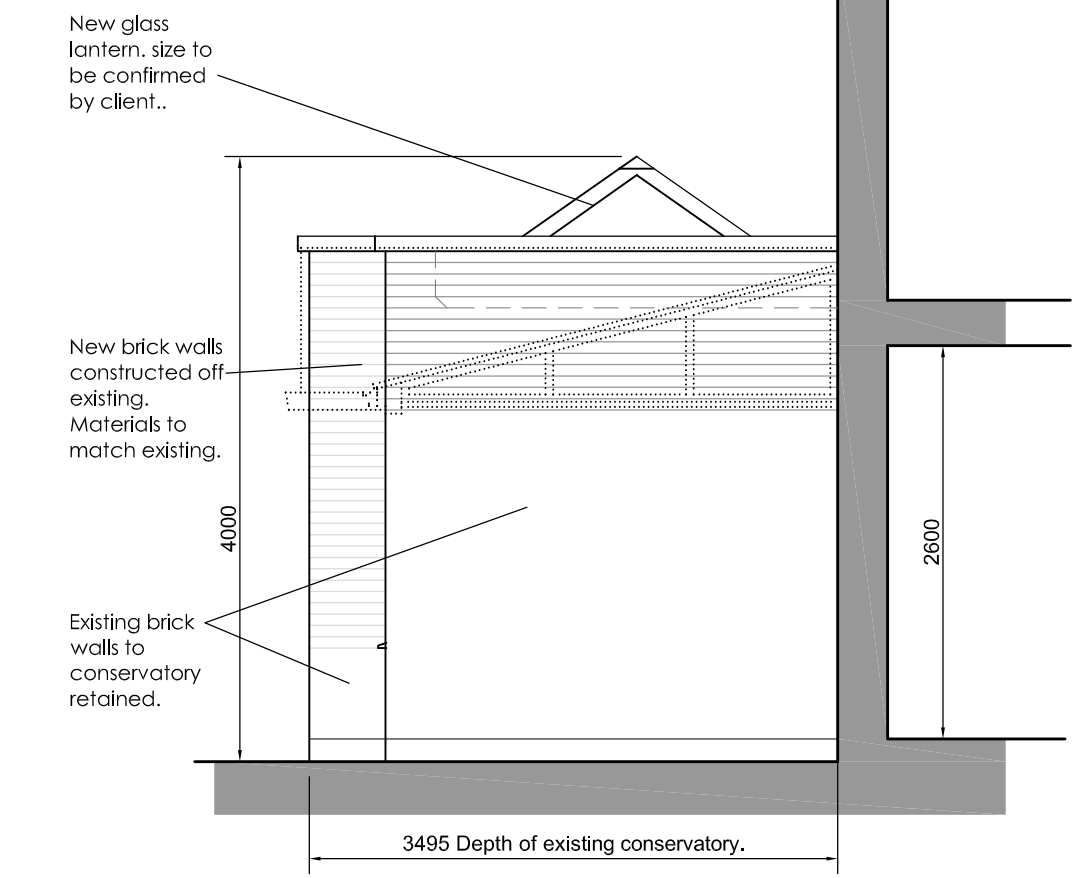 New glass
lantern. size to
be confirmed
by client..
New brick walls
constructed off
existing.
Materials to
match existing.
4000
2600
Existing brick
walls to
conservatory
retained.
3495 Depth of existing conservatory.